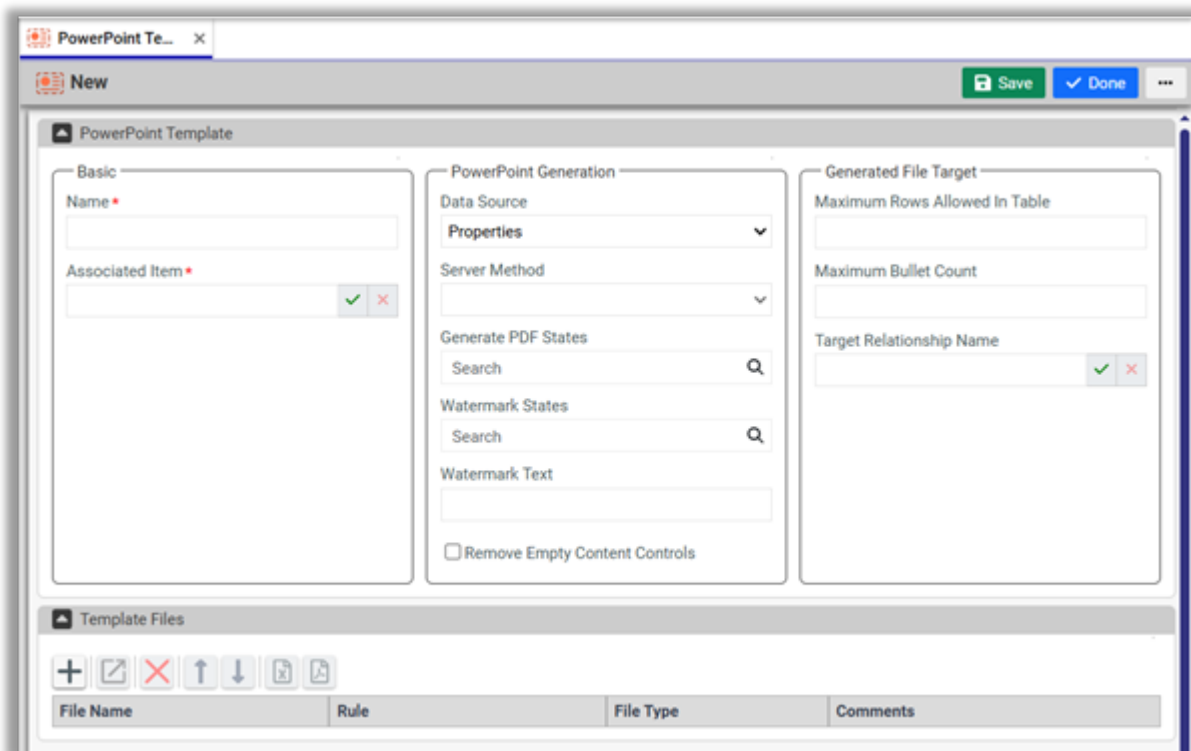 PowerPoint Te...
New
Save
Done
PowerPoint Template
Basic
Name •
Associated Item •
PowerPoint Generation
Data Source
Properties
Server Method
Generate PDF States
Search
Watermark States
Search
Watermark Text
Remove Empty Content Controls
Generated File Target
Maximum Rows Allowed In Table
Maximum Bullet Count
Target Relationship Name
Template Files
File Name Rule File Type Comments